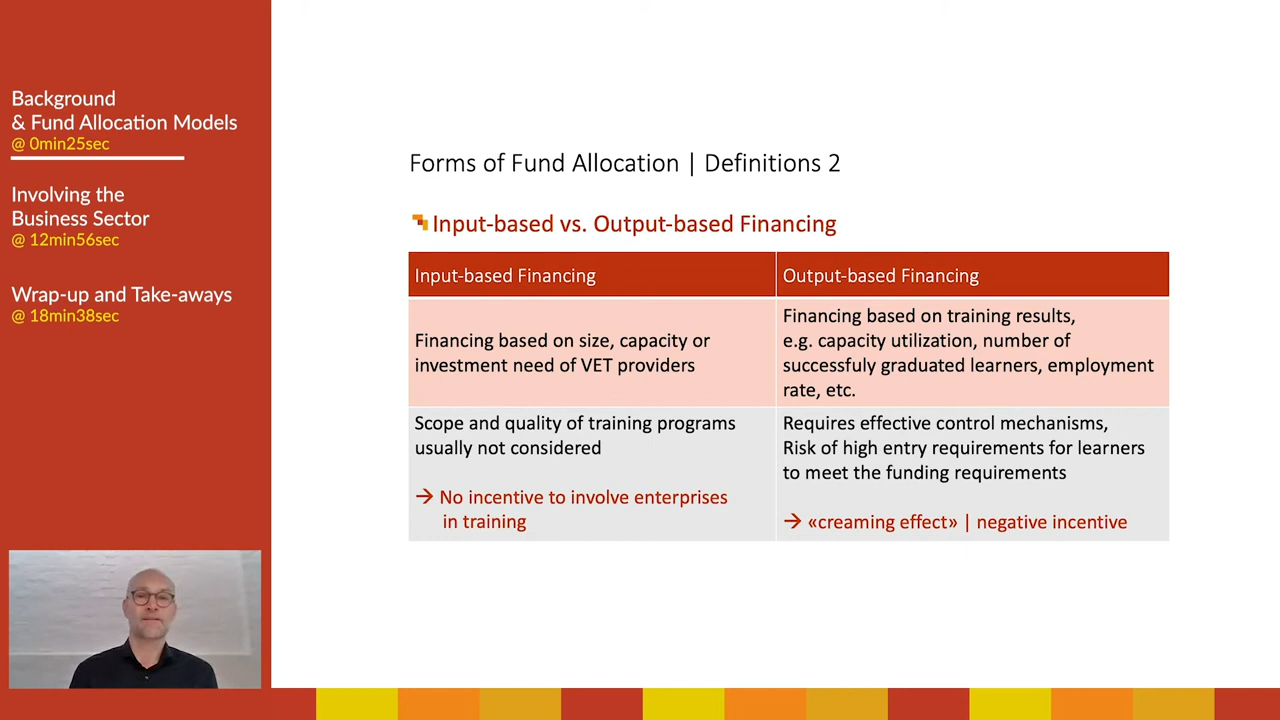 Background
& Fund Allocation Models
@ 0min25sec
Involving the
Business Sector
@ 12min56sec
Wrap-up and Take-aways
@ 18min38sec
Forms of Fund Allocation | Definitions 2
Input-based vs. Output-based Financing
Input-based Financing
Output-based Financing
Financing based on size, capacity or
investment need of VET providers
Financing based on training results,
e.g. capacity utilization, number of
successfuly graduated learners, employment
rate, etc.
Scope and quality of training programs
usually not considered
→ No incentive to involve enterprises
in training
Requires effective control mechanisms,
Risk of high entry requirements for learners
to meet the funding requirements
→ «creaming effect» | negative incentive